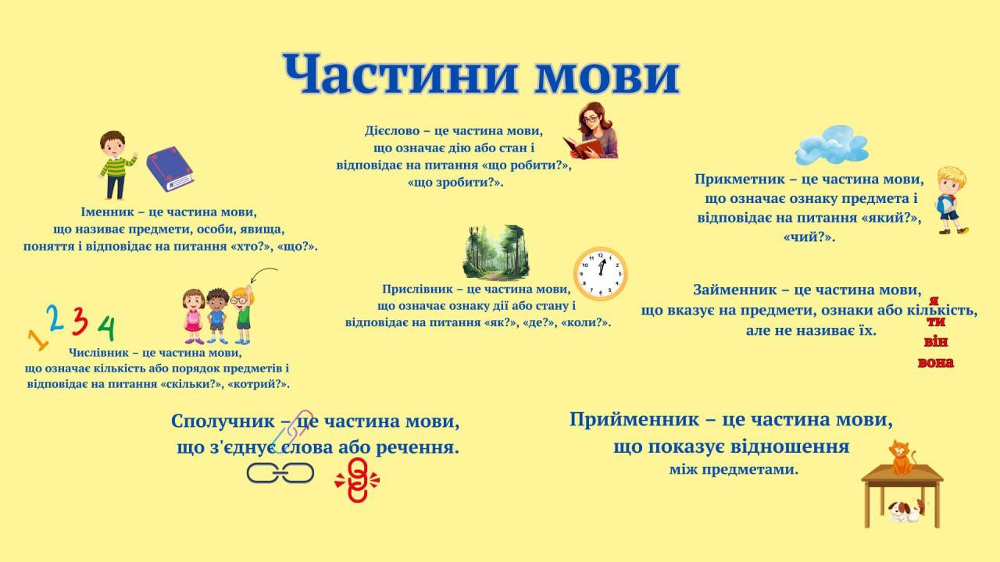 Частини мови
Дієслово – це частина мови,
що означає дію або стан і
відповідає на питання «що робити?»,
«що зробити?».
Іменник – це частина мови,
що називає предмети, особи, явища,
поняття і відповідає на питання «хто?», «що?».
Прикметник – це частина мови,
що означає ознаку предмета і
відповідає на питання «який?»,
«чий?».
Прислівник – це частина мови,
що означає ознаку дії або стану і
відповідає на питання «як?», «де?», «коли?».
Займенник – це частина мови,
що вказує на предмети, ознаки або кількість,
але не називає їх.
я
ти
він
вона
1 2 3 4
Числівник – це частина мови,
що означає кількість або порядок предметів і
відповідає на питання «скільки?», «котрий?».
Сполучник – це частина мови,
що з'єднує слова або речення.
Прийменник – це частина мови,
що показує відношення
між предметами.